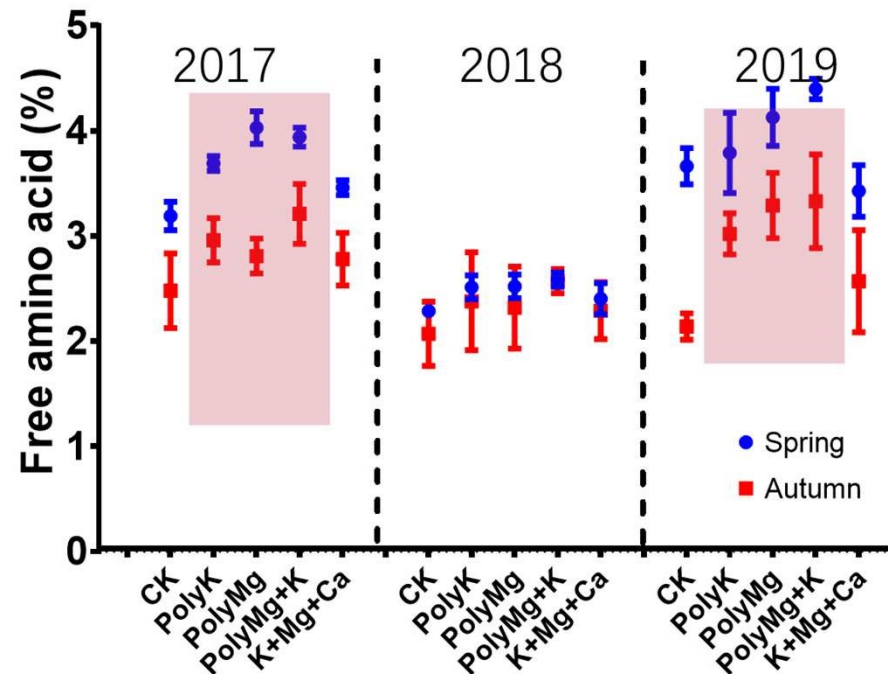 Free amino acid (%)
5
4
3
2
1
0
2017
2018
2019
Spring
Autumn
CK
PolyK
PolyMg
PolyMg+K
K+Mg+Ca
CK
PolyK
PolyMg
PolyMg+K
K+Mg+Ca
CK
PolyK
PolyMg
PolyMg+K
K+Mg+Ca